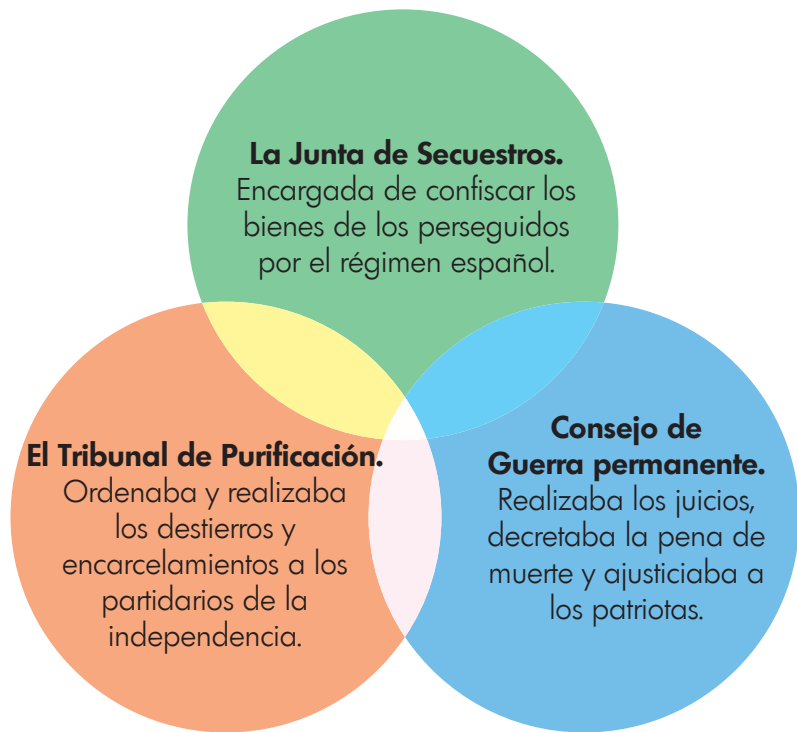 La Junta de Secuestros.
Encargada de confiscar los
bienes de los perseguidos
por el régimen español.
El Tribunal de Purificación.
Ordenaba y realizaba
los destierros y
encarcelamientos a los
partidarios de la
independencia.
Consejo de
Guerra permanente.
Realizaba los juicios,
decretaba la pena de
muerte y ajusticiaba a
los patriotas.